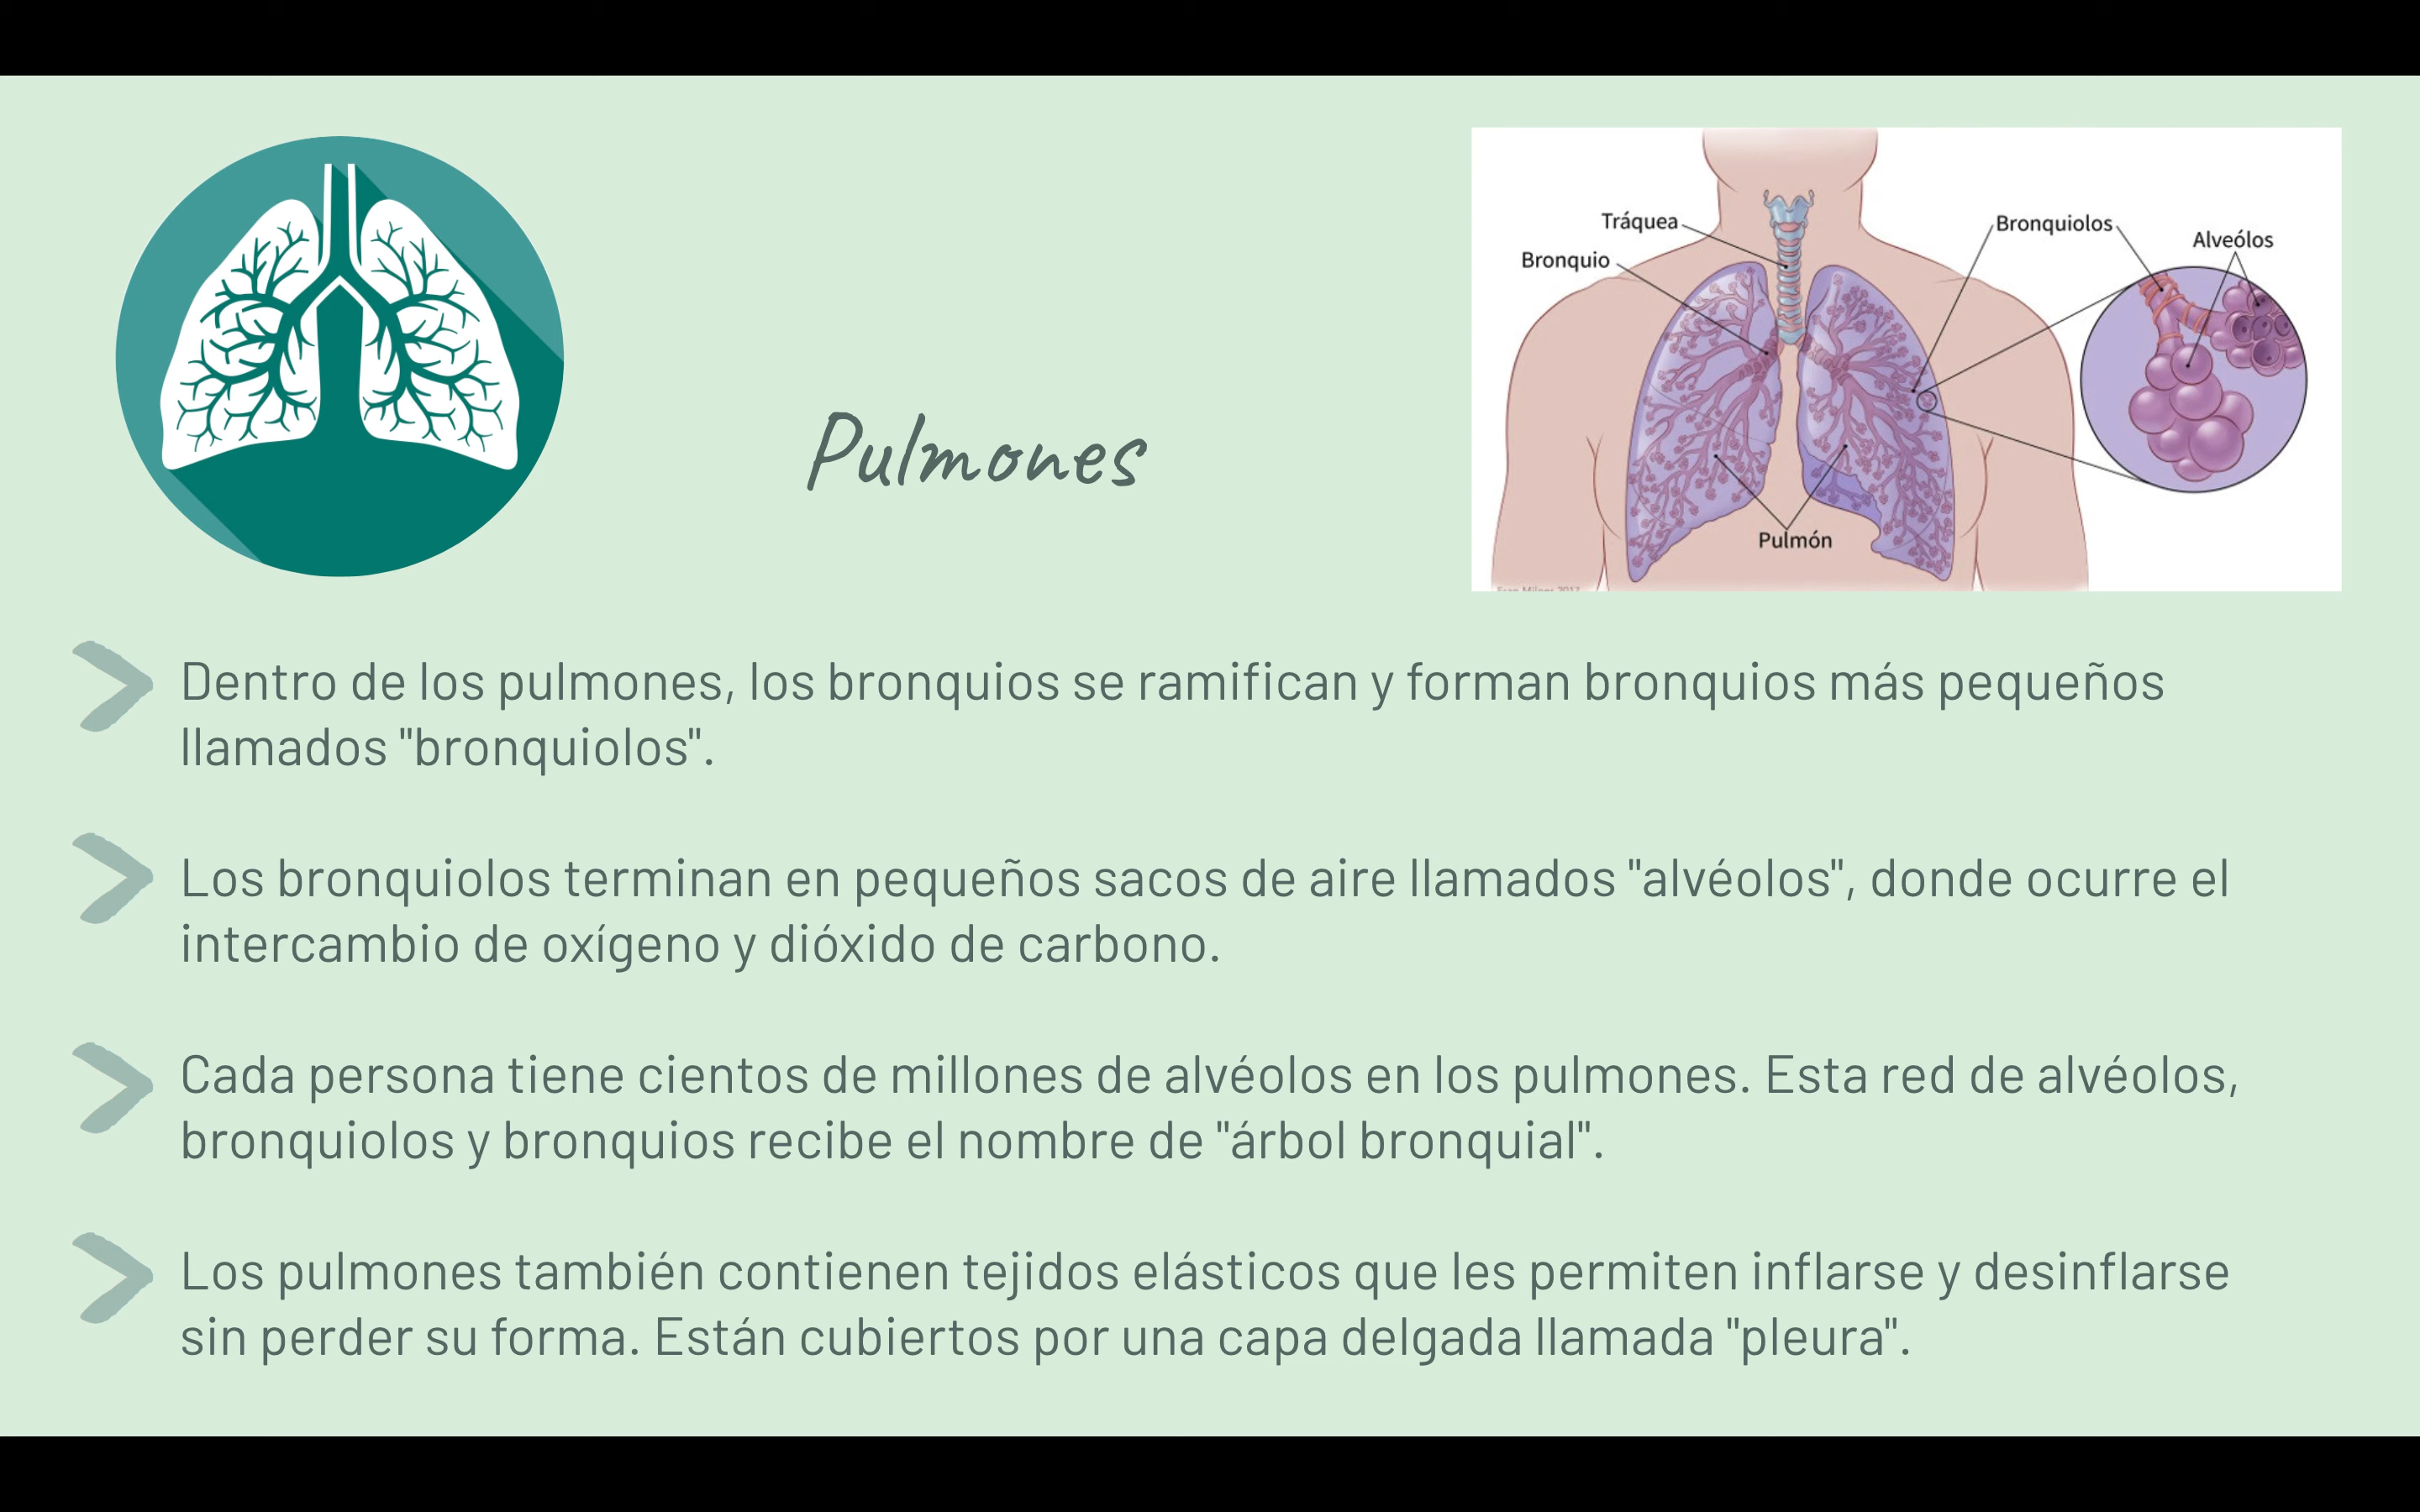 Pulmones
Tráquea
Bronquio
Bronquiolos
Alveólos
Pulmón
Fran Milner 2017
Dentro de los pulmones, los bronquios se ramifican y forman bronquios más pequeños
llamados "bronquiolos".
Los bronquiolos terminan en pequeños sacos de aire llamados "alvéolos", donde ocurre el
intercambio de oxígeno y dióxido de carbono.
Cada persona tiene cientos de millones de alvéolos en los pulmones. Esta red de alvéolos,
bronquiolos y bronquios recibe el nombre de "árbol bronquial".
Los pulmones también contienen tejidos elásticos que les permiten inflarse y desinflarse
sin perder su forma. Están cubiertos por una capa delgada llamada "pleura".